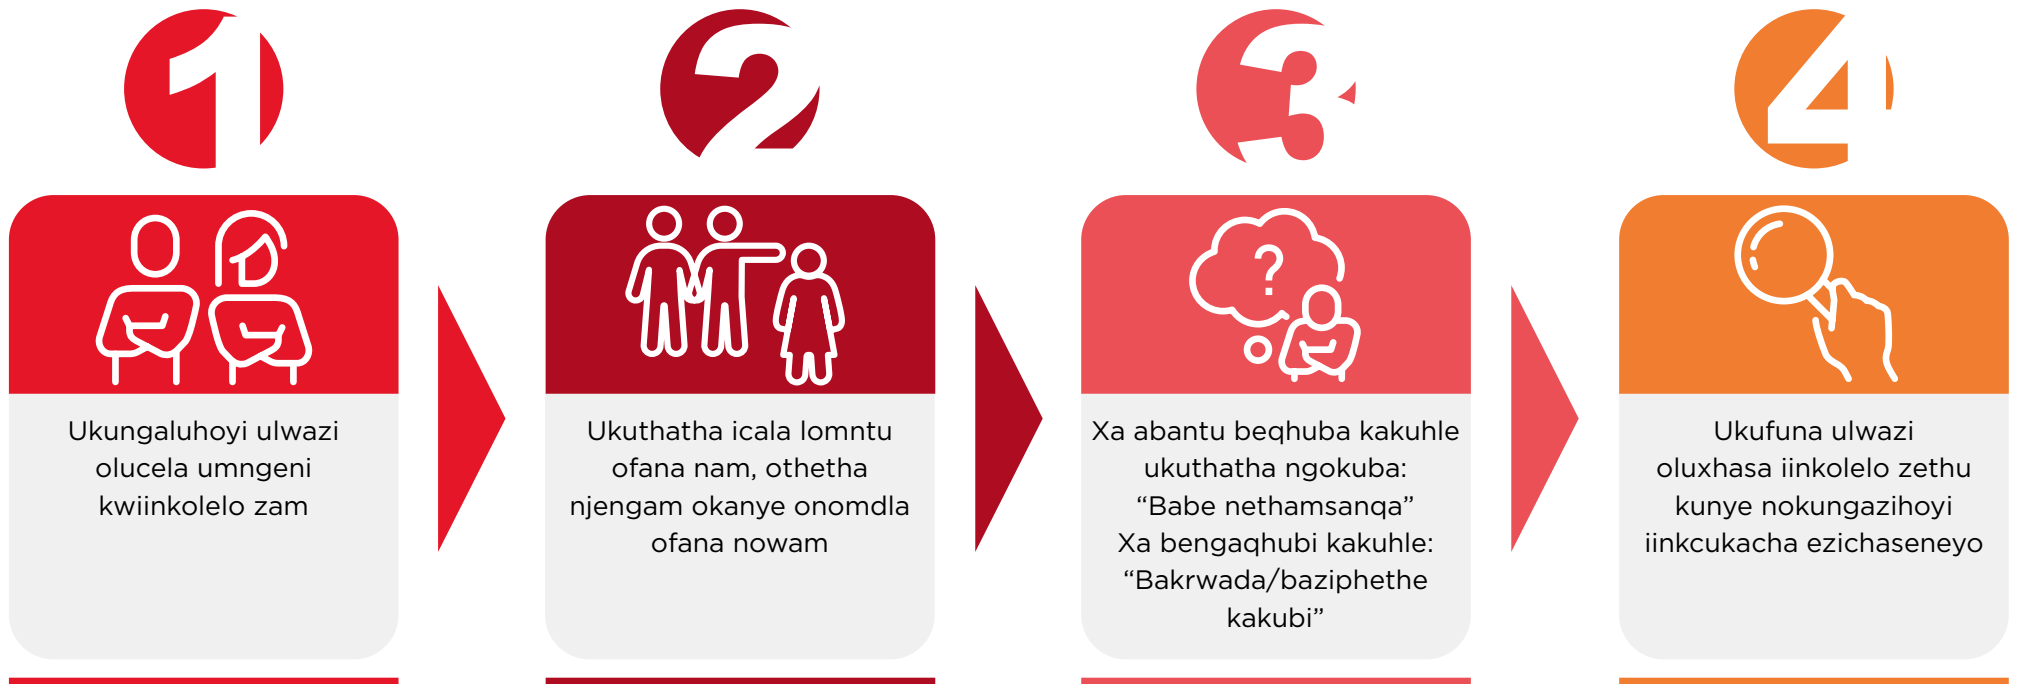 1
Ukungaluhoyi ulwazi
olucela umngeni
kwiinkolelo zam
2
Ukuthatha icala lomntu
ofana nam, othetha
njengam okanye onomdla
ofana nowam
3
?
Xa abantu beqhuba kakuhle
ukuthatha ngokuba:
“Babe nethamsanqa”
Xa bengaqhubi kakuhle:
“Bakrwada/baziphethe
kakubi”
4
Ukufuna ulwazi
oluxhasa iinkolelo zethu
kunye nokungazihoyi
iinkcukacha ezichaseneyo